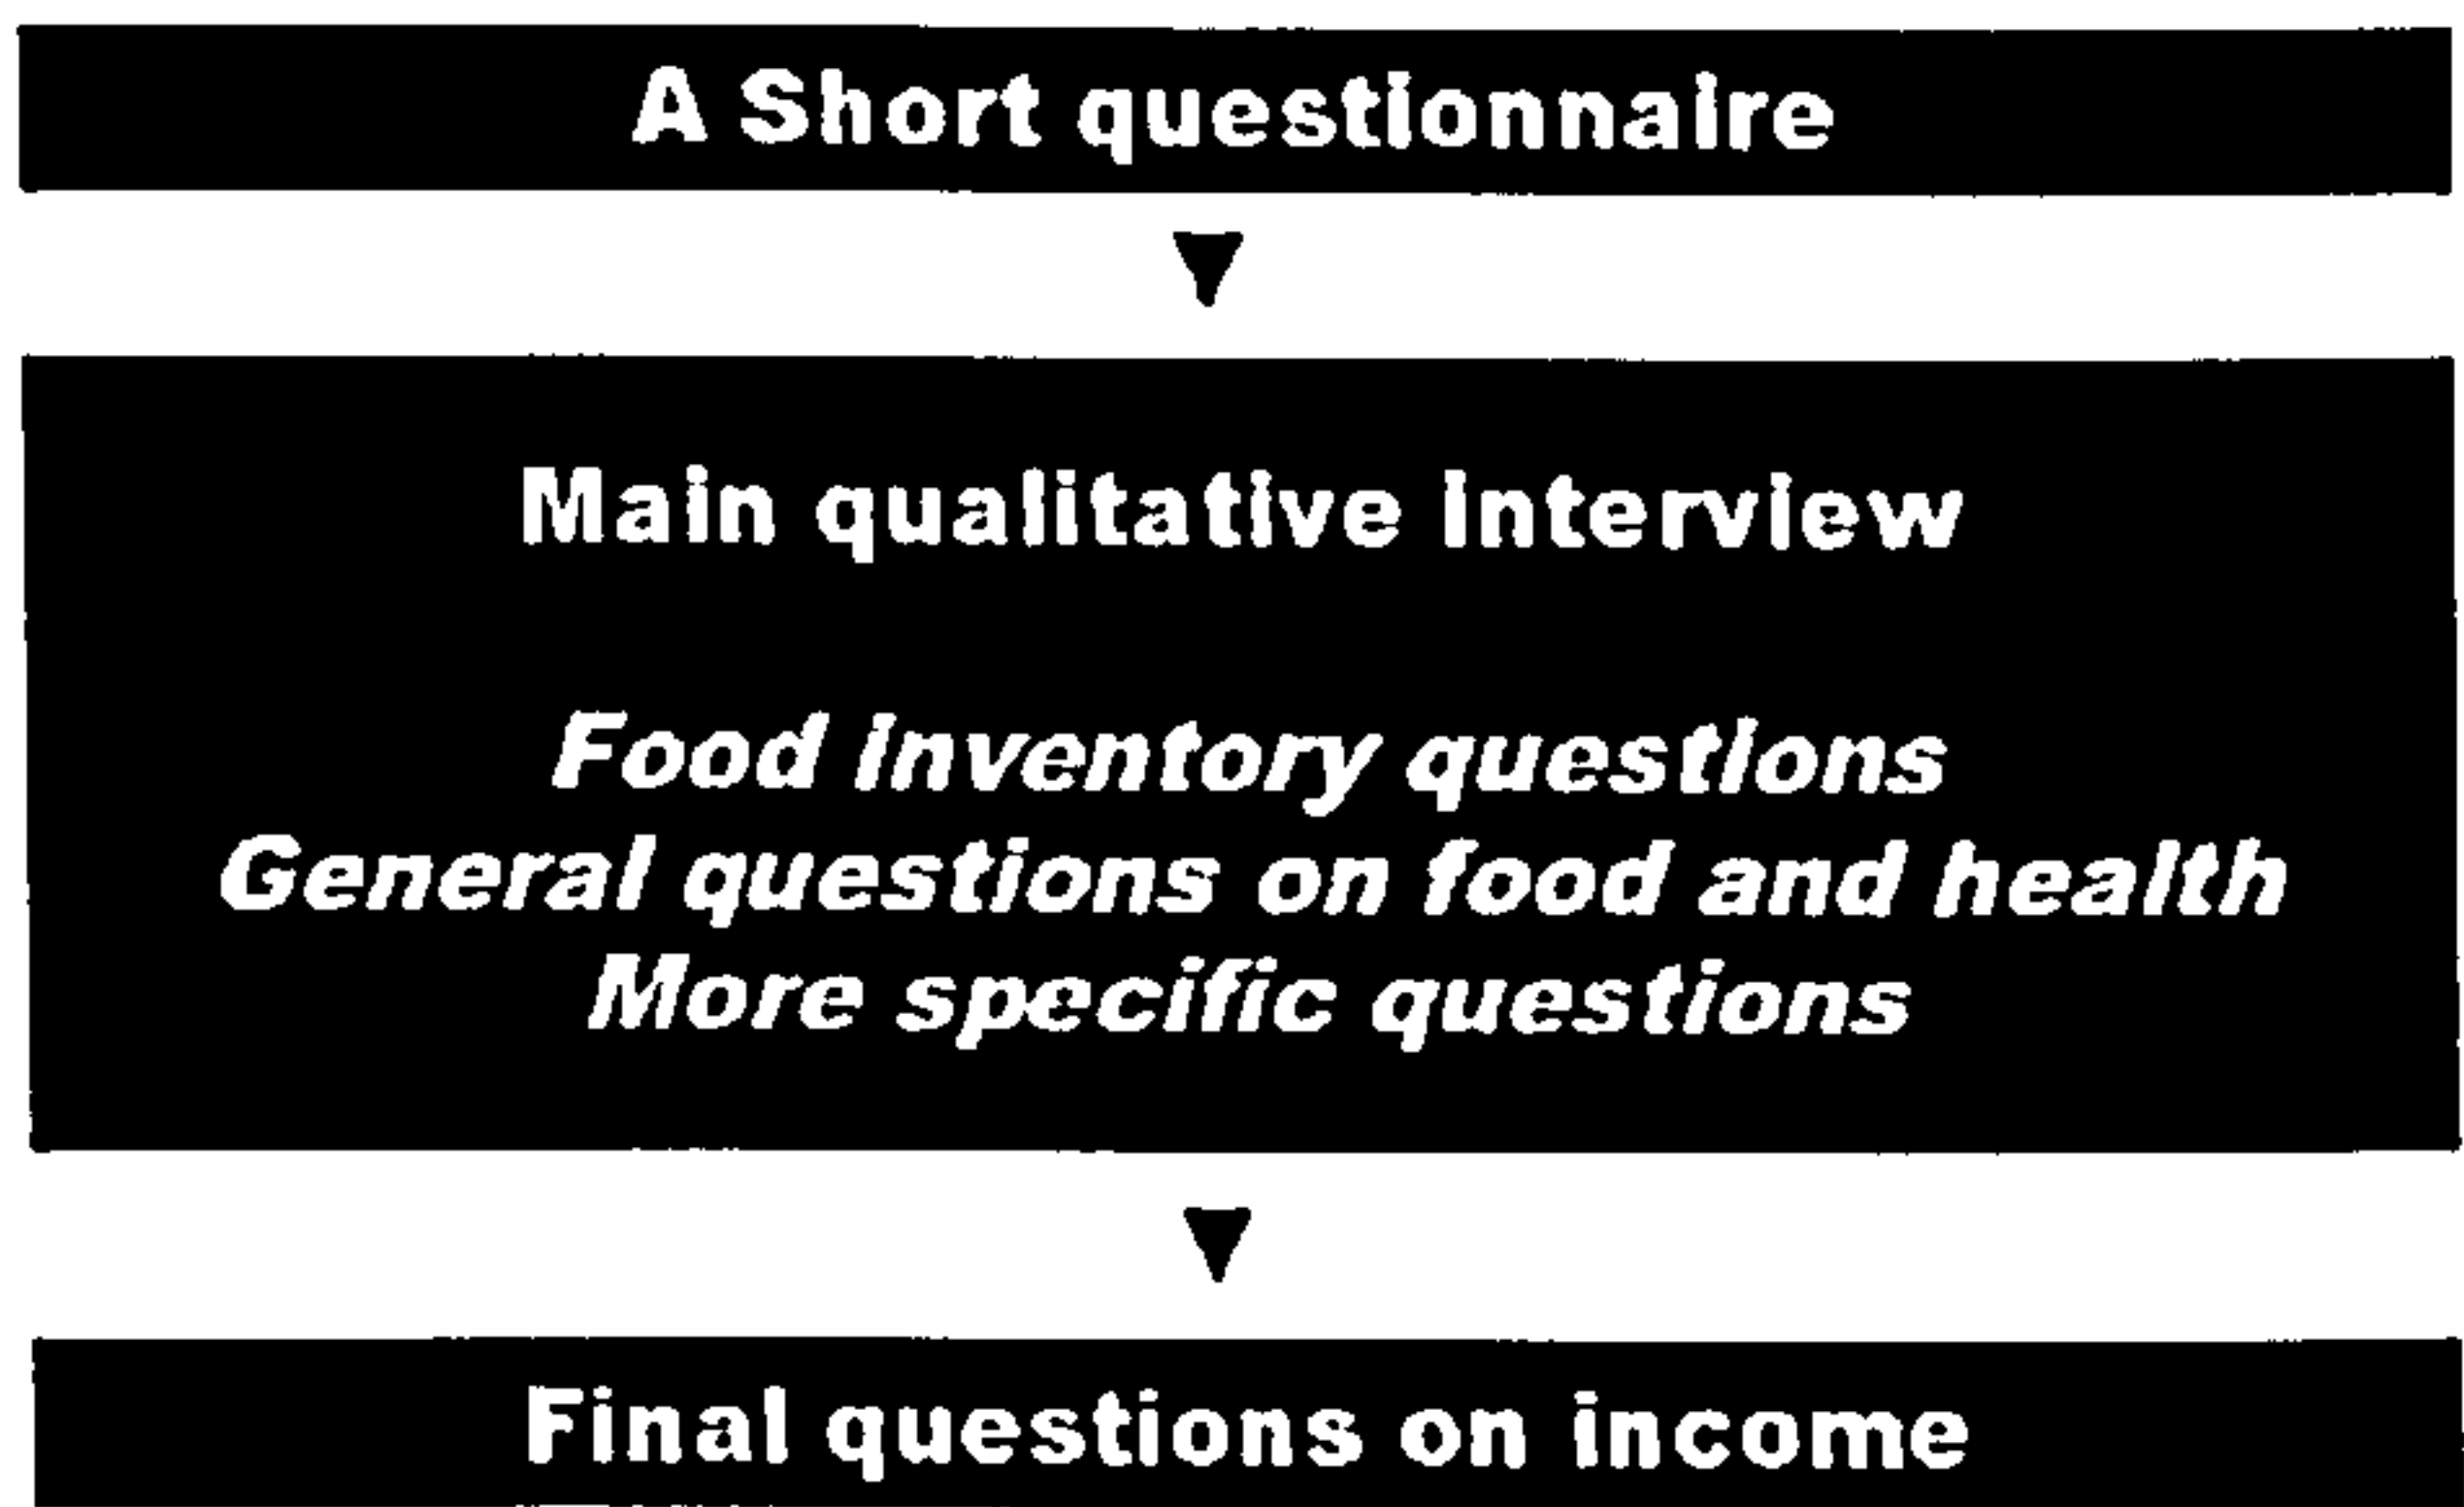 A Short questionnaire
Main qualitative interview
Food inventory questions
General questions on food and health
More specific questions
Final questions on income